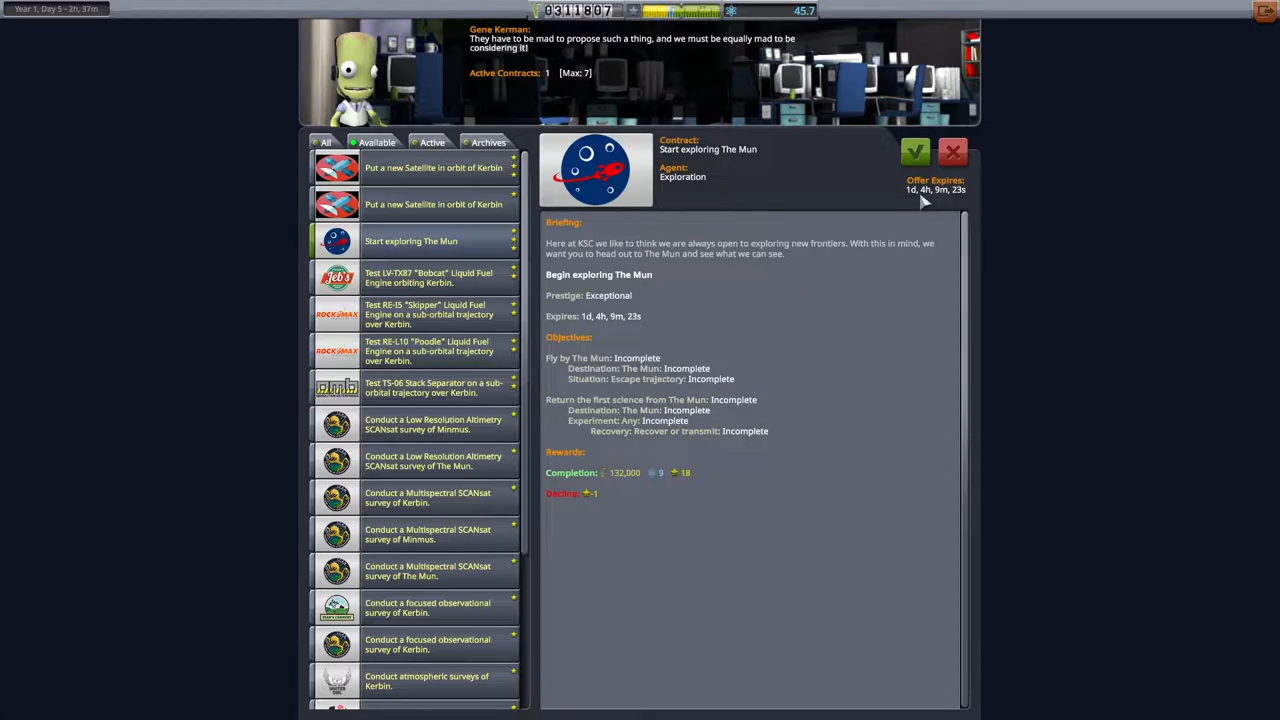 Year 1, Day 5 - 2h, 37m
0311807
45.7
Gene Kerman:
They have to be mad to propose such a thing, and we must be equally mad to be
considering it!
Active Contracts: 1 [Max: 7]
All
Available
Active
Archives
Put a new Satellite in orbit of Kerbin
Put a new Satellite in orbit of Kerbin
Start exploring The Mun
Jeb's
Test LV-TX87 "Bobcat" Liquid Fuel
Engine orbiting Kerbin.
ROCKOMAX
Test RE-I5 "Skipper" Liquid Fuel
Engine on a sub-orbital trajectory
over Kerbin.
ROCKOMAX
Test RE-L10 "Poodle" Liquid Fuel
Engine on a sub-orbital trajectory
over Kerbin.
Test TS-06 Stack Separator on a sub-
orbital trajectory over Kerbin.
Conduct a Low Resolution Altimetry
SCANsat survey of Minmus.
Conduct a Low Resolution Altimetry
SCANsat survey of The Mun.
Conduct a Multispectral SCANsat
survey of Kerbin.
Conduct a Multispectral SCANsat
survey of Minmus.
Conduct a Multispectral SCANsat
survey of The Mun.
Conduct a focused observational
survey of Kerbin.
Conduct a focused observational
survey of Kerbin.
WINTER
OWL
Conduct atmospheric surveys of
Kerbin.
Contract:
Start exploring The Mun
Agent:
Exploration
Offer Expires:
1d, 4h, 9m, 23s
Briefing:
Here at KSC we like to think we are always open to exploring new frontiers. With this in mind, we
want you to head out to The Mun and see what we can see.
Begin exploring The Mun
Prestige: Exceptional
Expires: 1d, 4h, 9m, 23s
Objectives:
Fly by The Mun: Incomplete
Destination: The Mun: Incomplete
Situation: Escape trajectory: Incomplete
Return the first science from The Mun: Incomplete
Destination: The Mun: Incomplete
Experiment: Any: Incomplete
Recovery: Recover or transmit: Incomplete
Rewards:
Completion: 132,000 9 18
Decline: -1